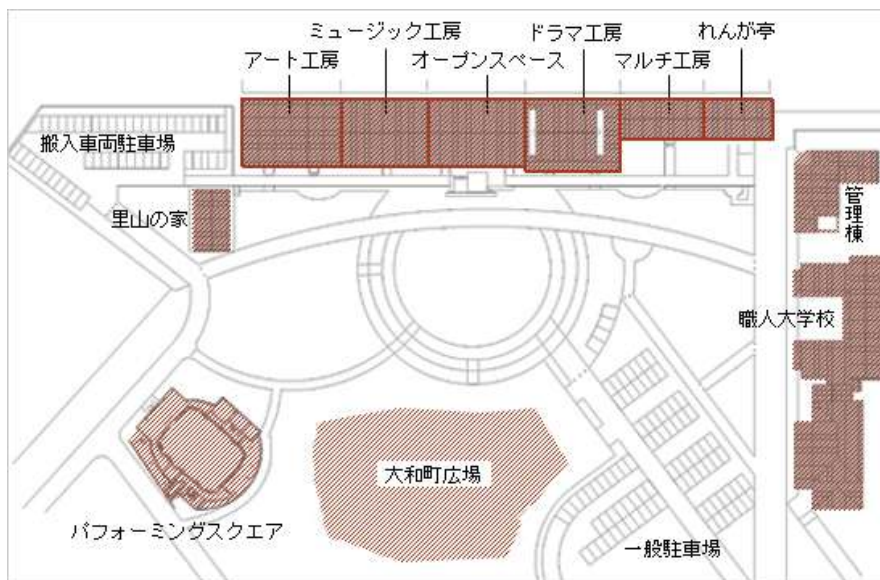 ミュージック工房
ドラマ工房
れんが亭
アート工房
オープンスペース
マルチ工房
搬入車両駐車場
里山の家
管理棟
職人大学校
大和町広場
パフォーミングスクエア
一般駐車場